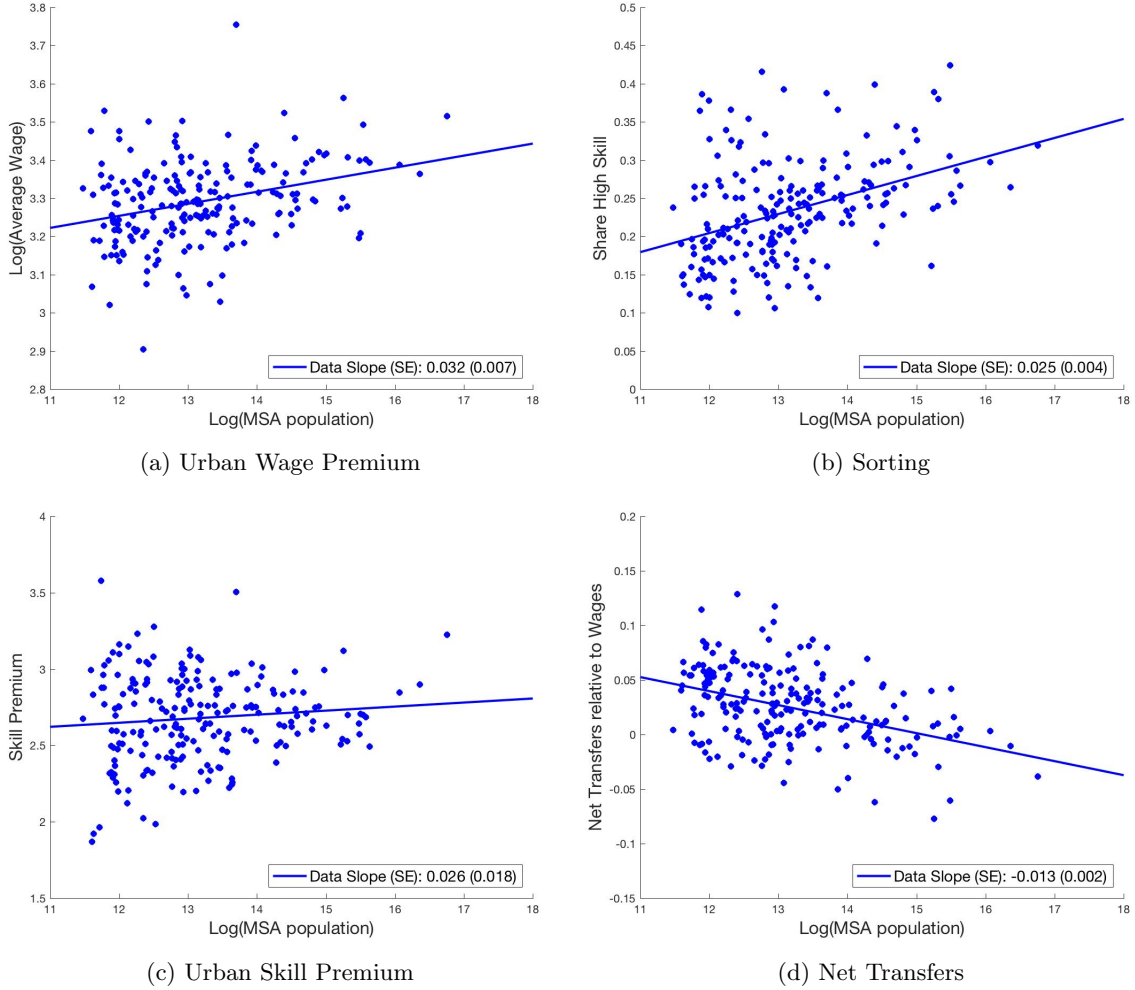 3.8
3.7
3.6
3.5
3.4
3.3
3.2
3.1
3
2.9
2.8
Log(Average Wage)
11 12 13 14 15 16 17 18
Log(MSA population)
Data Slope (SE): 0.032 (0.007)
(a) Urban Wage Premium
0.5
0.45
0.4
0.35
0.3
0.25
0.2
0.15
0.1
0.05
0
Share High Skill
11 12 13 14 15 16 17 18
Log(MSA population)
Data Slope (SE): 0.025 (0.004)
(b) Sorting
4
3.5
3
2.5
2
1.5
Skill Premium
11 12 13 14 15 16 17 18
Log(MSA population)
Data Slope (SE): 0.026 (0.018)
(c) Urban Skill Premium
0.2
0.15
0.1
0.05
0
-0.05
-0.1
-0.15
Net Transfers relative to Wages
11 12 13 14 15 16 17 18
Log(MSA population)
Data Slope (SE): -0.013 (0.002)
(d) Net Transfers